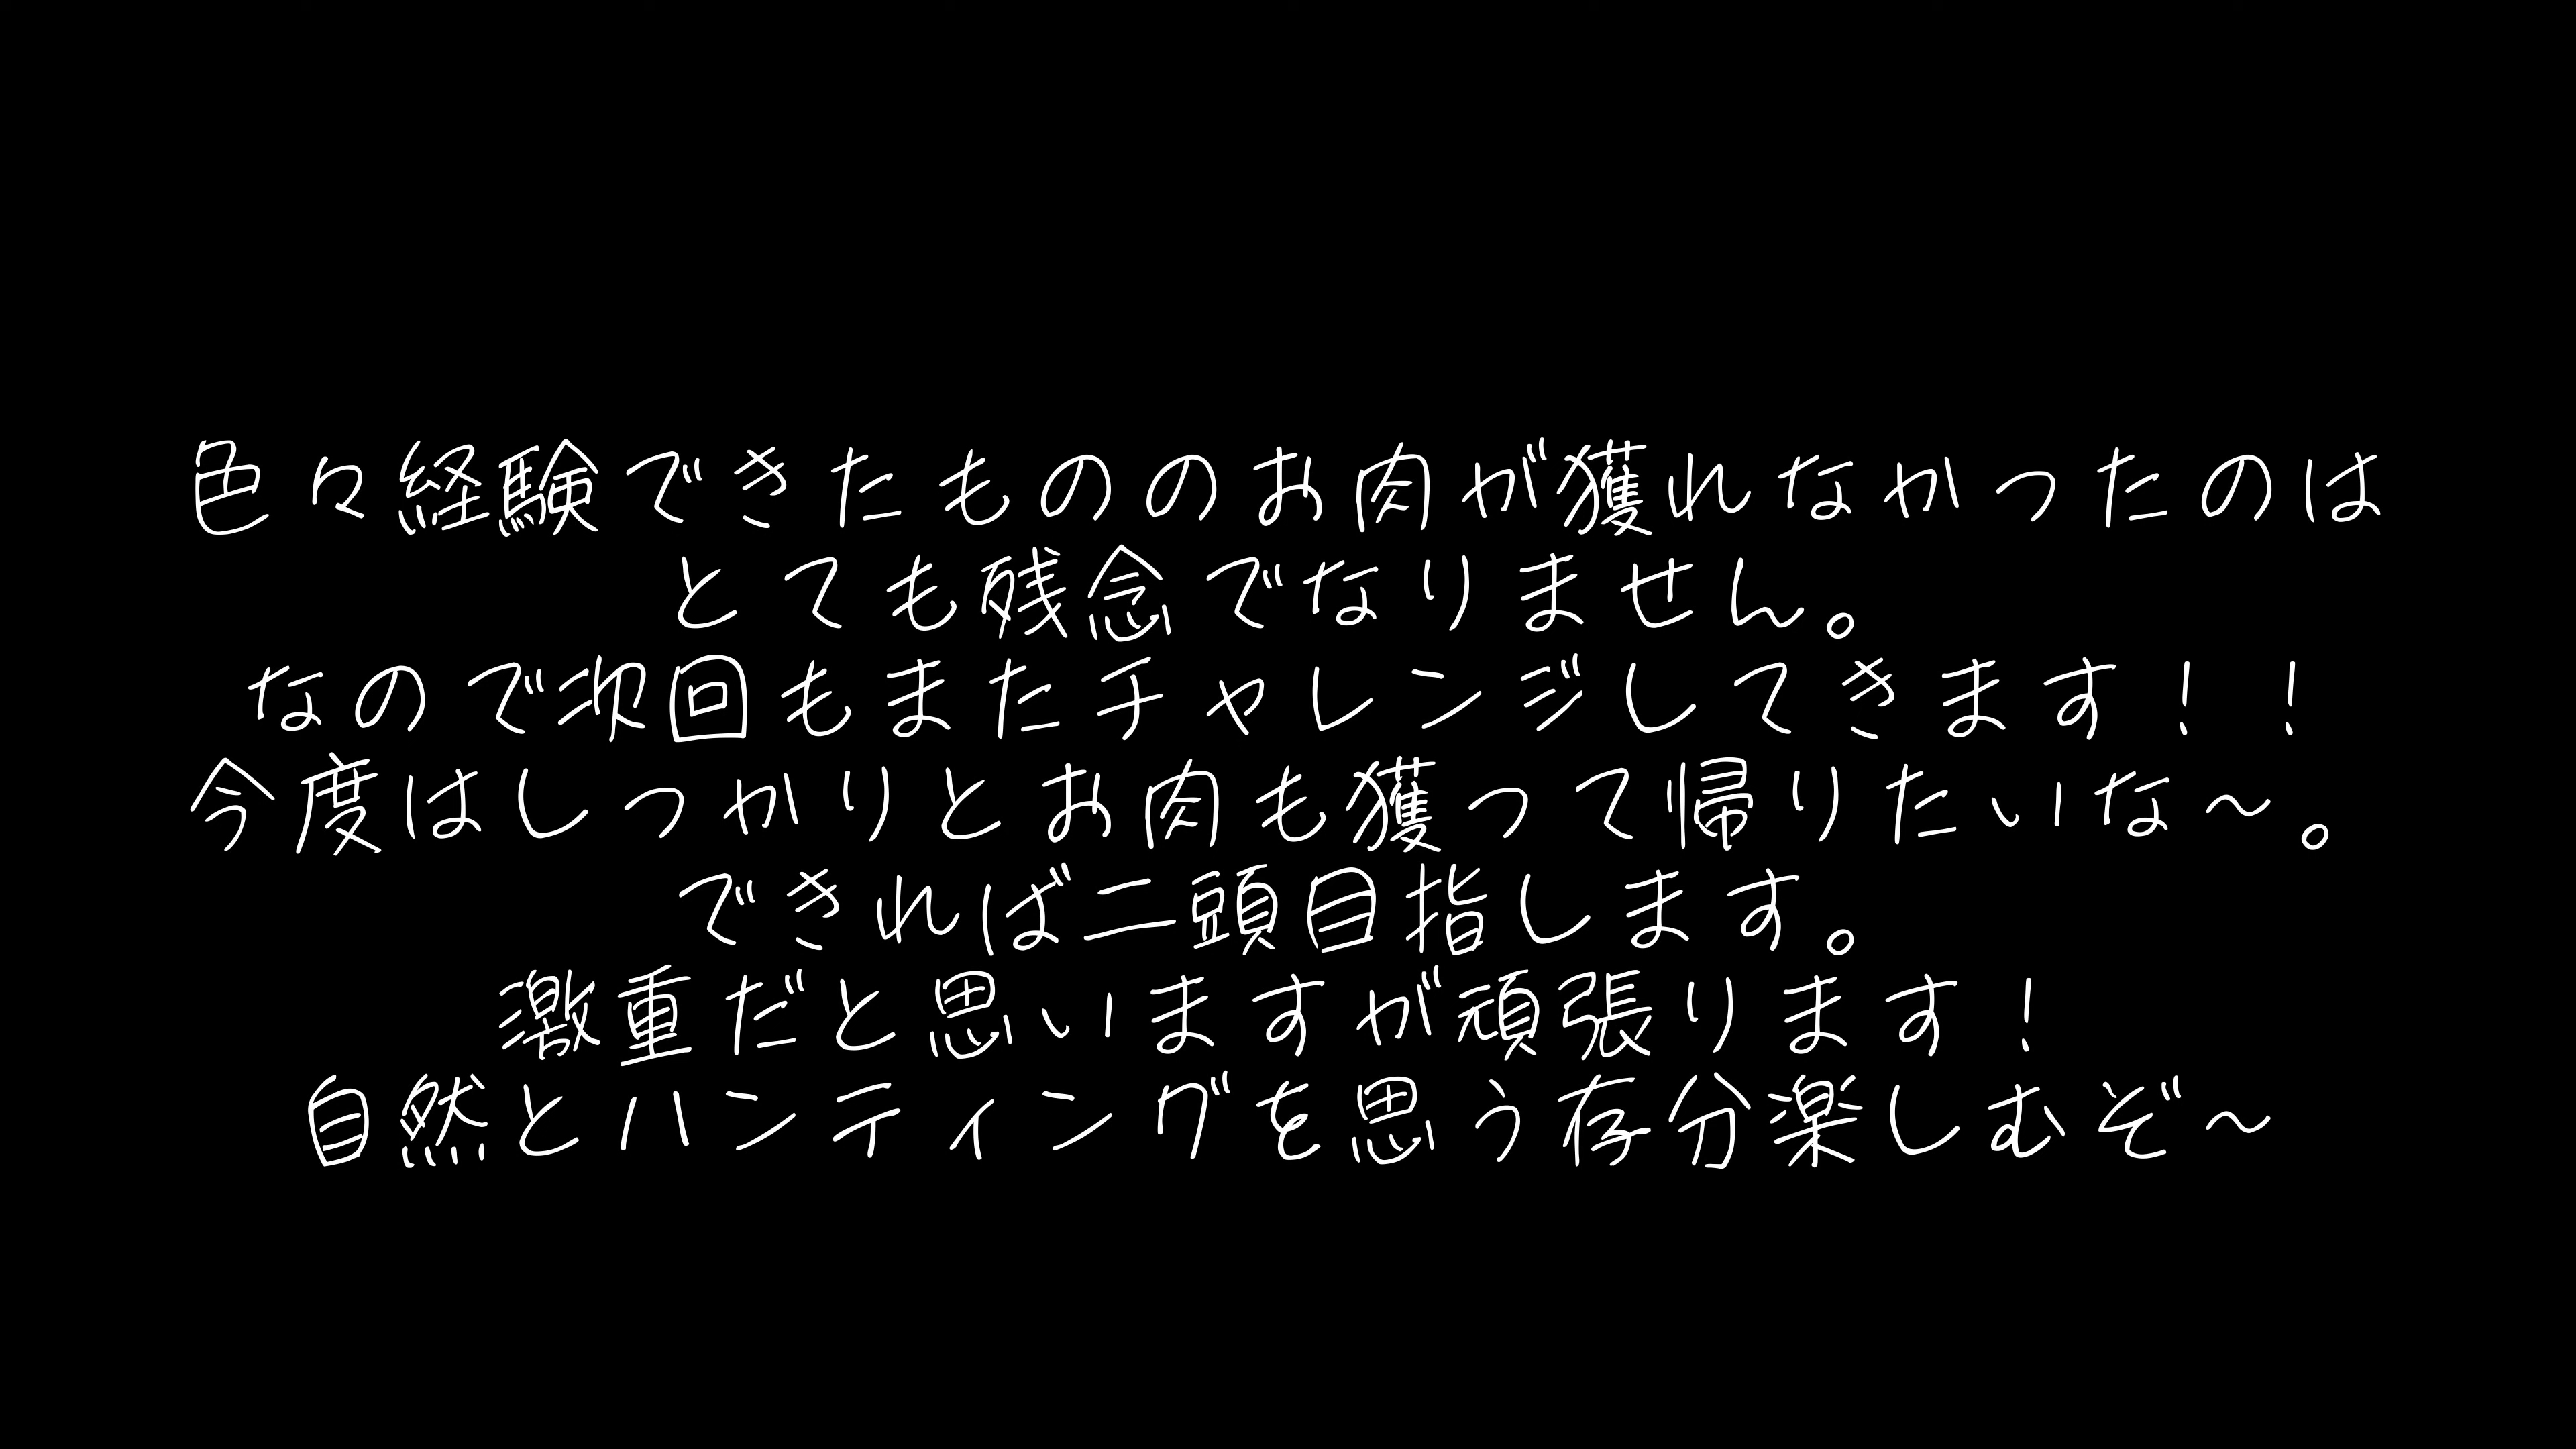 色々経験できたもののお肉が獲れなかったのは
とても残念でなりません。
なので次回もまたチャレンジしてきます！！
今度はしっかりとお肉も獲って帰りたいな～。
できれば二頭目指します。
激重だと思いますが頑張ります！
自然とハンティングを思う存分楽しむぞ～